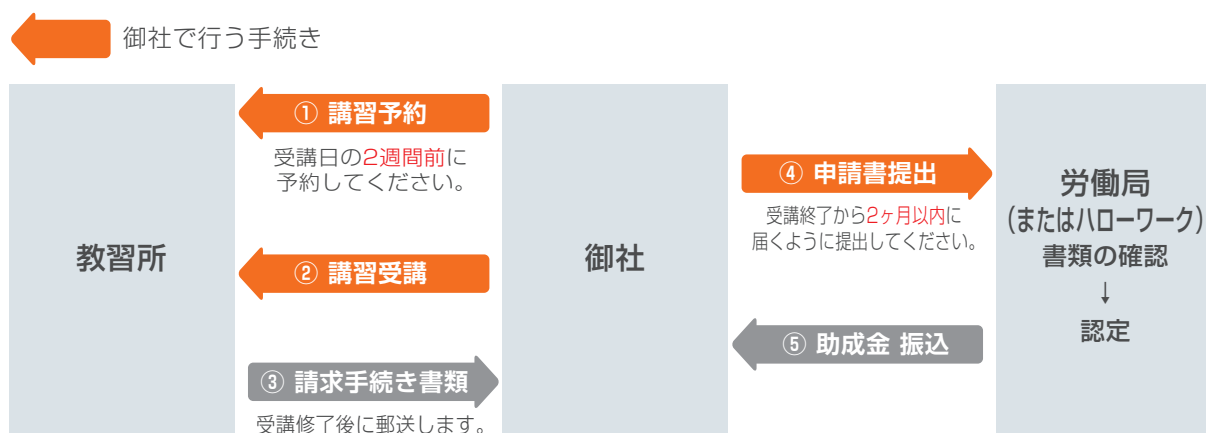 御社で行う手続き
教習所
① 講習予約
受講日の2週間前に
予約してください。
② 講習受講
③ 請求手続き書類
受講修了後に郵送します。
御社
④ 申請書提出
受講終了から2ヶ月以内に
届くように提出してください。
⑤ 助成金 振込
労働局
(またはハローワーク)
書類の確認
↓
認定